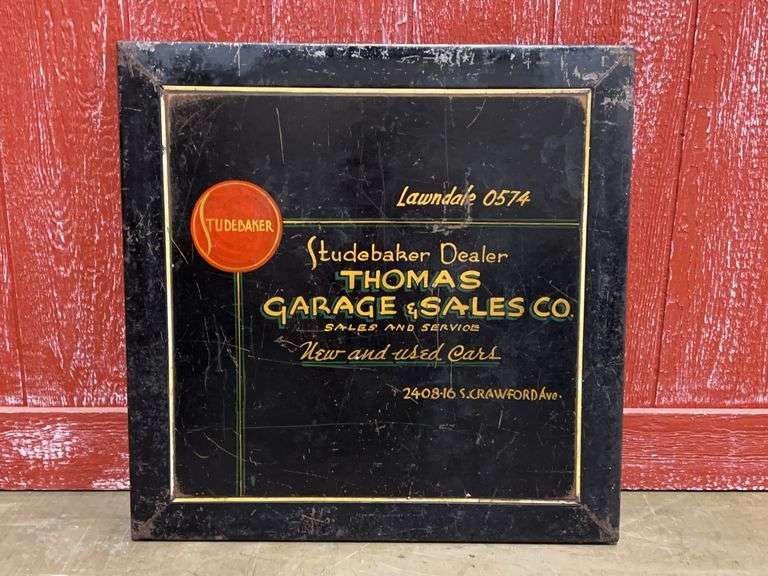 Lawndale 0574
STUDEBAKER
Studebaker Dealer
THOMAS
GARAGE & SALES CO.
SALES AND SERVICE
New and used Cars
2408-16 S. CRAWFORD Ave.